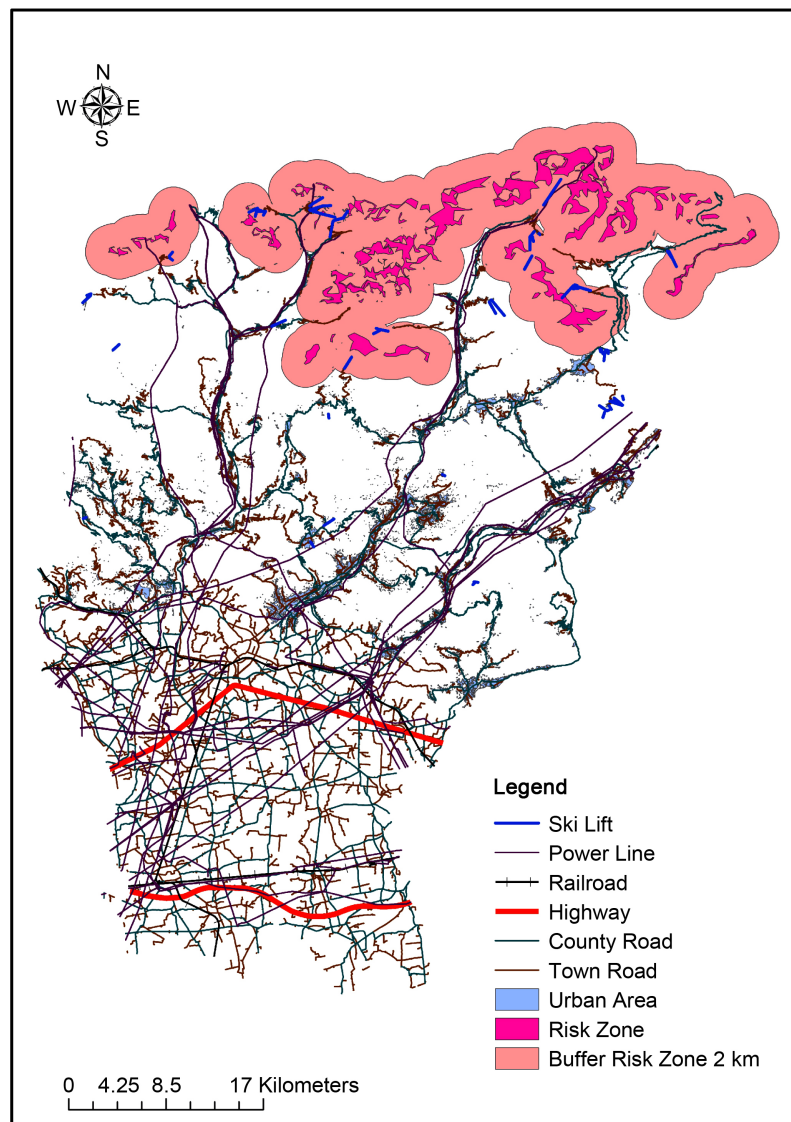 N
W E
S
Legend
Ski Lift
Power Line
Railroad
Highway
County Road
Town Road
Urban Area
Risk Zone
Buffer Risk Zone 2 km
0 4.25 8.5 17 Kilometers